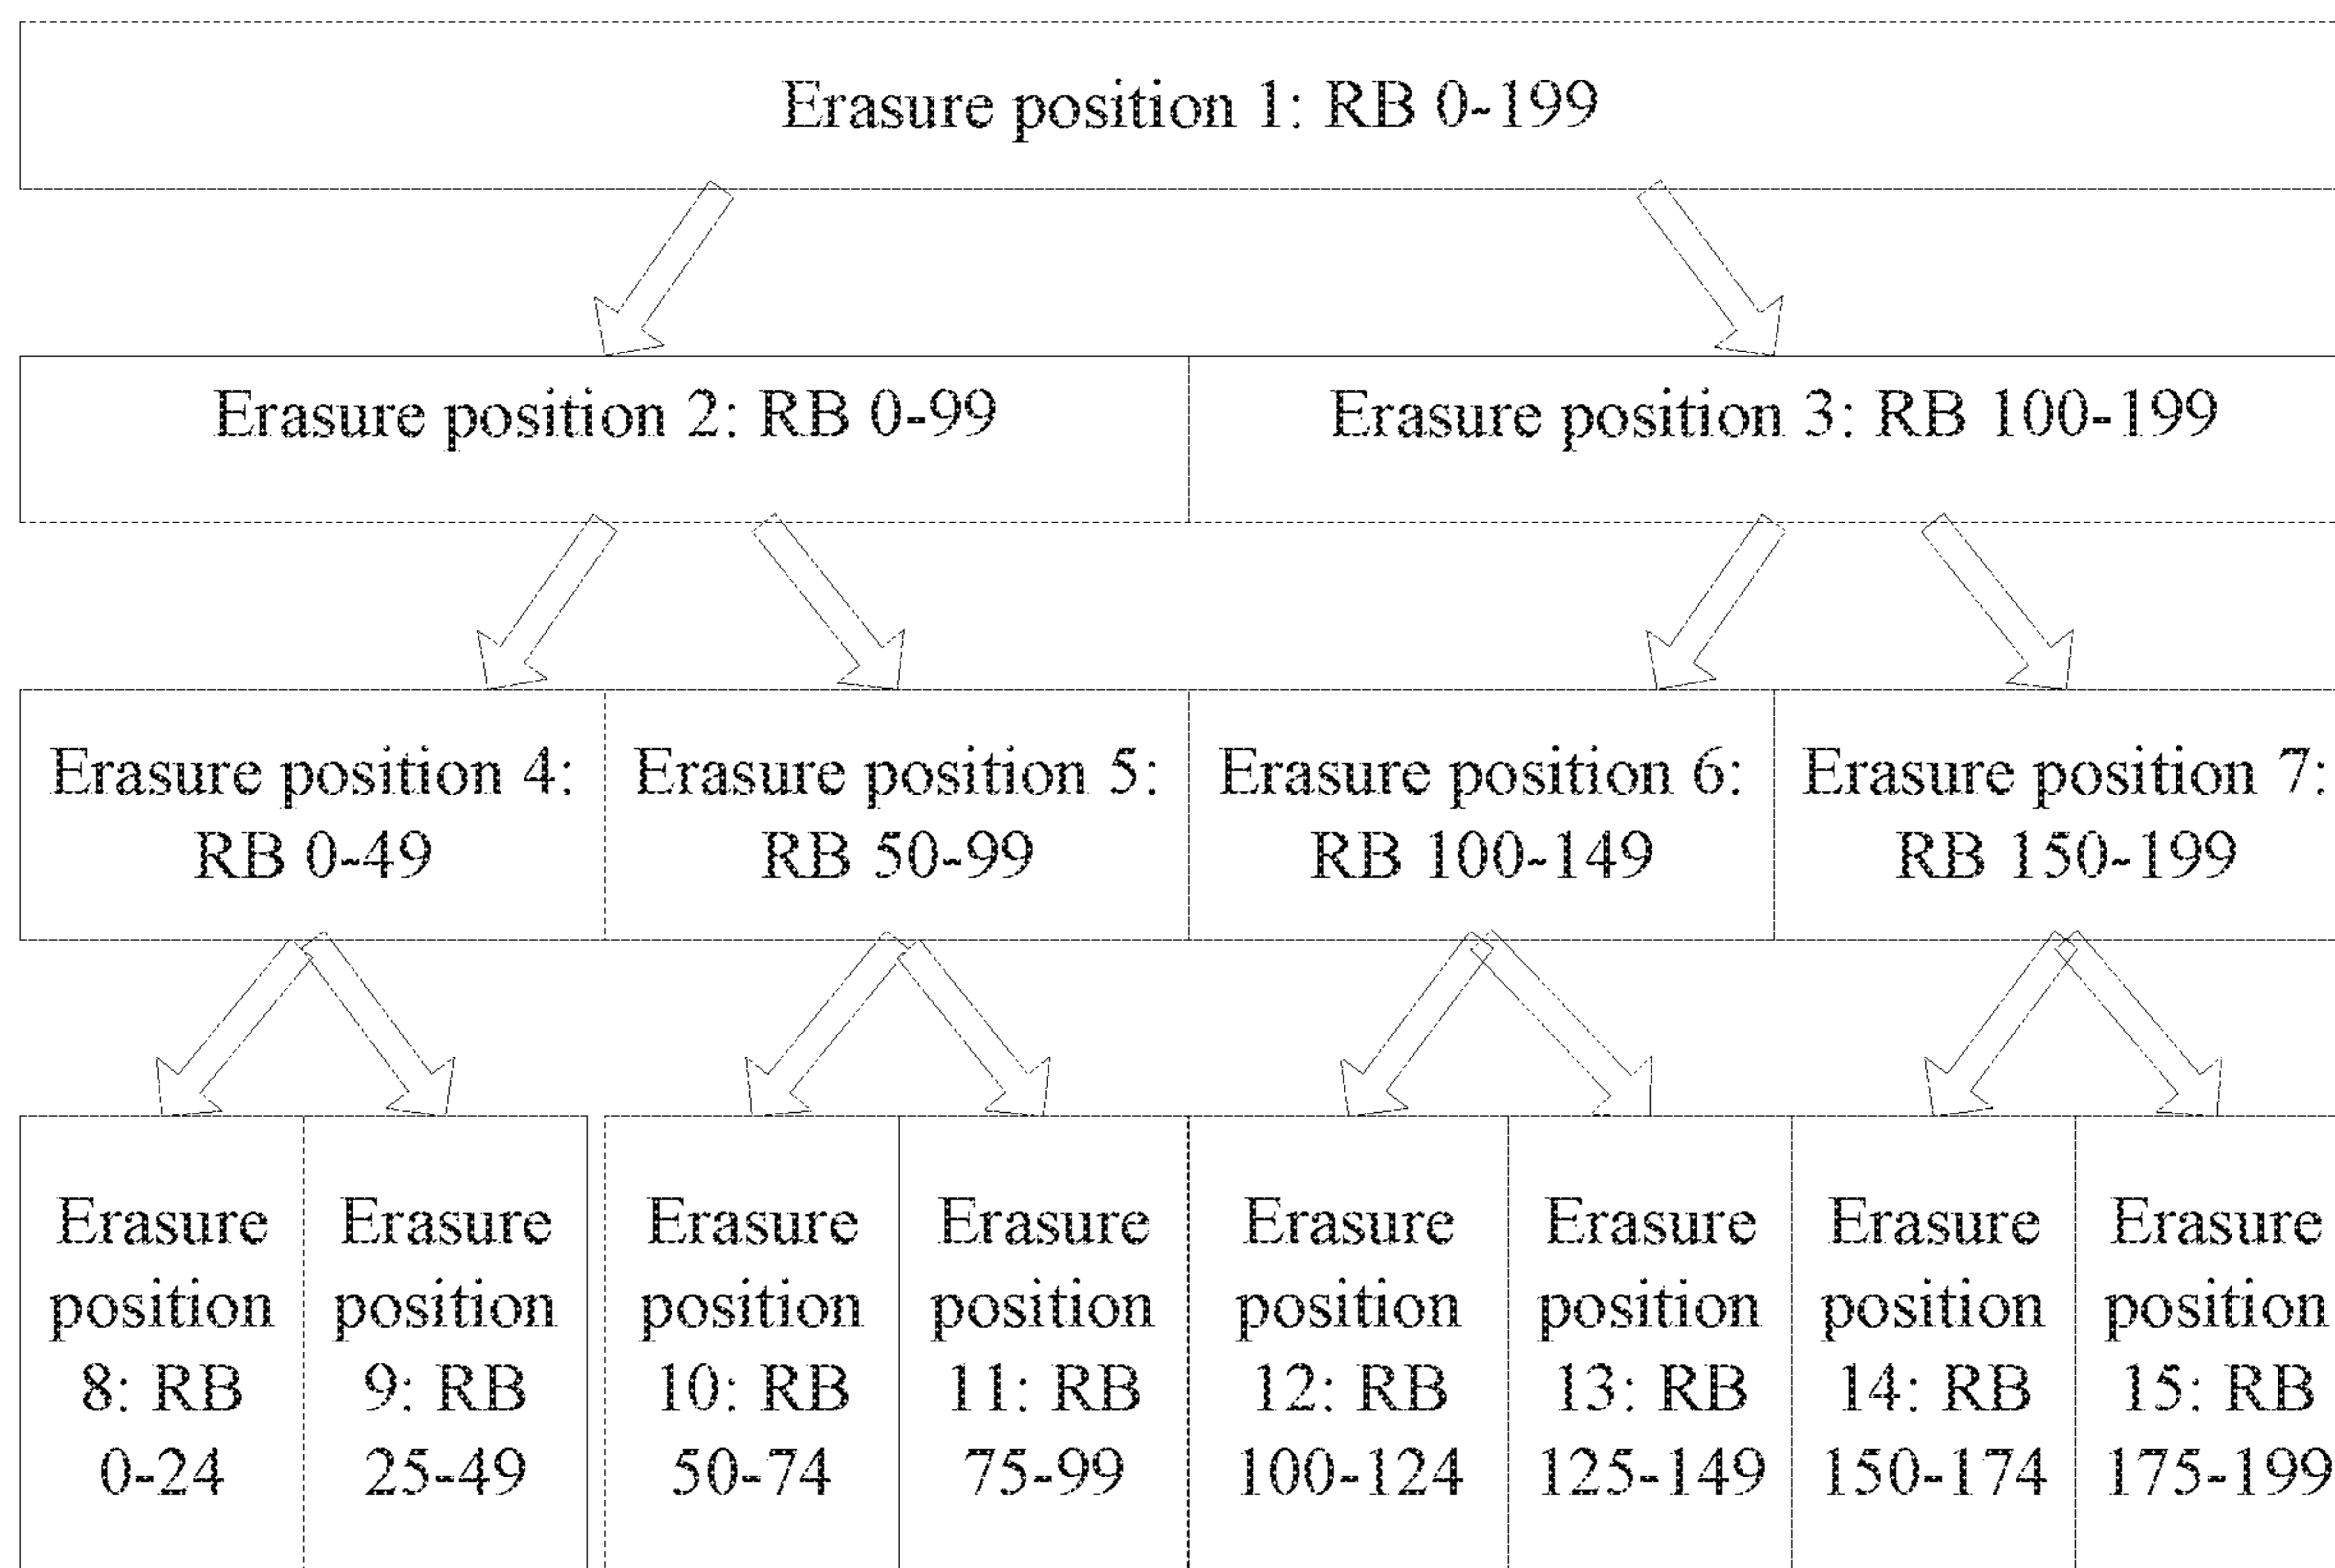 Erasure position 1: RB 0-199
Erasure position 2: RB 0-99
Erasure position 3: RB 100-199
Erasure position 4:
RB 0-49
Erasure position 5:
RB 50-99
Erasure position 6:
RB 100-149
Erasure position 7:
RB 150-199
Erasure
position
8: RB
0-24
Erasure
position
9: RB
25-49
Erasure
position
10: RB
50-74
Erasure
position
11: RB
75-99
Erasure
position
12: RB
100-124
Erasure
position
13: RB
125-149
Erasure
position
14: RB
150-174
Erasure
position
15: RB
175-199